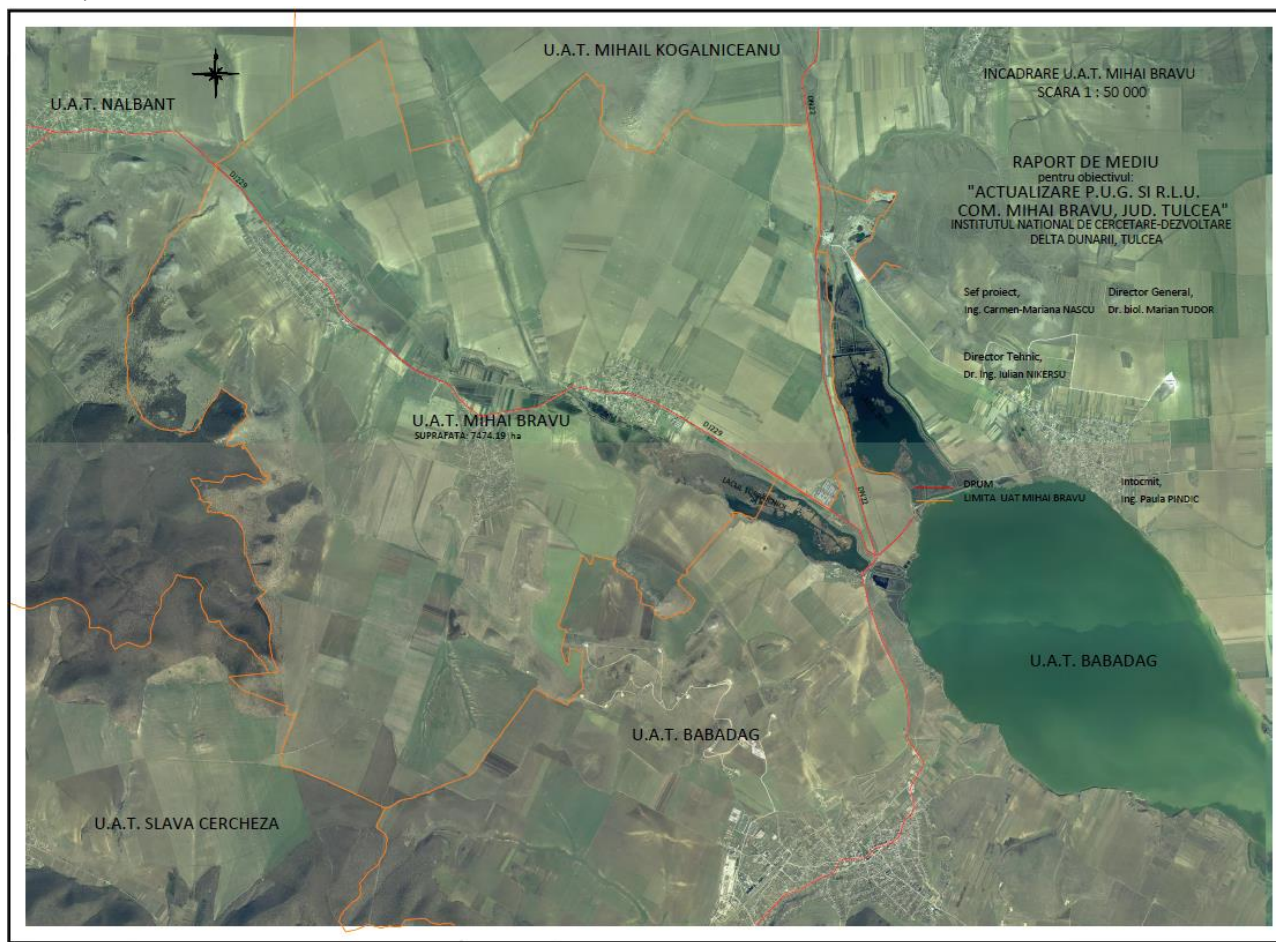 U.A.T. MIHAIL KOGALNICEANU
INCADRARE U.A.T. MIHAI BRAVU
SCARA 1 : 50 000
U.A.T. NALBANT
DN22
RAPORT DE MEDIU
pentru obiectivul:
"ACTUALIZARE P.U.G. SI R.L.U.
COM. MIHAI BRAVU, JUD. TULCEA"
INSTITUTUL NATIONAL DE CERCETARE-DEZVOLTARE
DELTA DUNARII, TULCEA
DJ229
Sef proiect,
Ing. Carmen-Mariana NASCU
Director General,
Dr. biol. Marian TUDOR
Director Tehnic,
Dr. Ing. Iulian NIKERSU
U.A.T. MIHAI BRAVU
SUPRAFATA: 7474.19 ha
DJ229
LACUL
DN22
DRUM
LIMITA UAT MIHAI BRAVU
Intocmit,
Ing. Paula PINDIC
U.A.T. BABADAG
U.A.T. BABADAG
U.A.T. SLAVA CERCHEZA